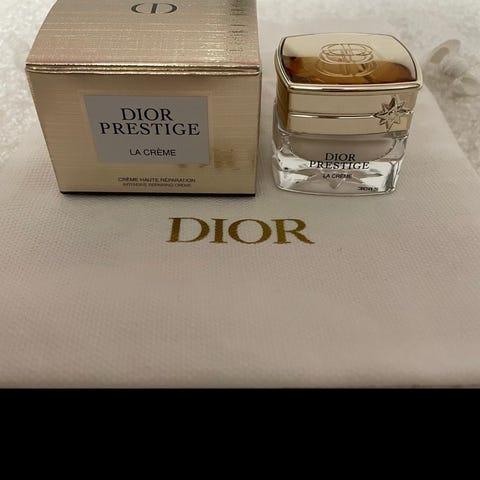 DIOR
PRESTIGE
LA CRÈME
CRÈME HAUTE RÉPARATION
INTENSIVE REPAIRING CREME
DIOR
PRESTIGE
LA CRÈME
DIOR